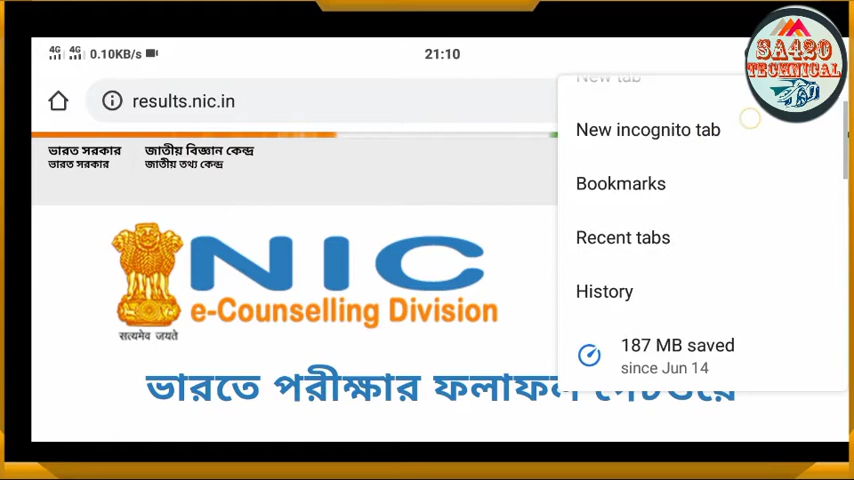 4G 4G 0.10KB/s
21:10
SA420
TECHNICAL
results.nic.in
New tab
New incognito tab
Bookmarks
Recent tabs
History
187 MB saved
since Jun 14
ভারত সরকার
ভারত সরকার
জাতীয় বিজ্ঞান কেন্দ্র
জাতীয় তথ্য কেন্দ্র
NIC
e-Counselling Division
सत्यमेव जयते
ভারতে পরীক্ষার ফলাফল